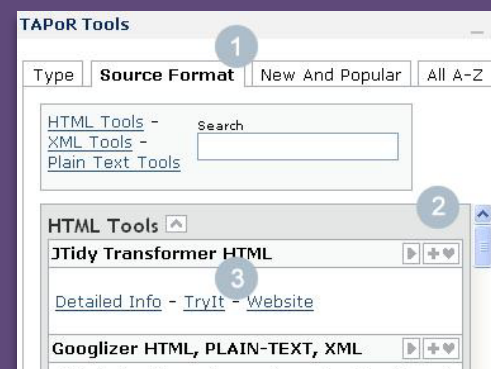 TAPoR Tools
1
Type Source Format New And Popular All A-Z
HTML Tools -
XML Tools -
Plain Text Tools
Search
2
HTML Tools
JTidy Transformer HTML
3
Detailed Info - TryIt - Website
Googlizer HTML, PLAIN-TEXT, XML